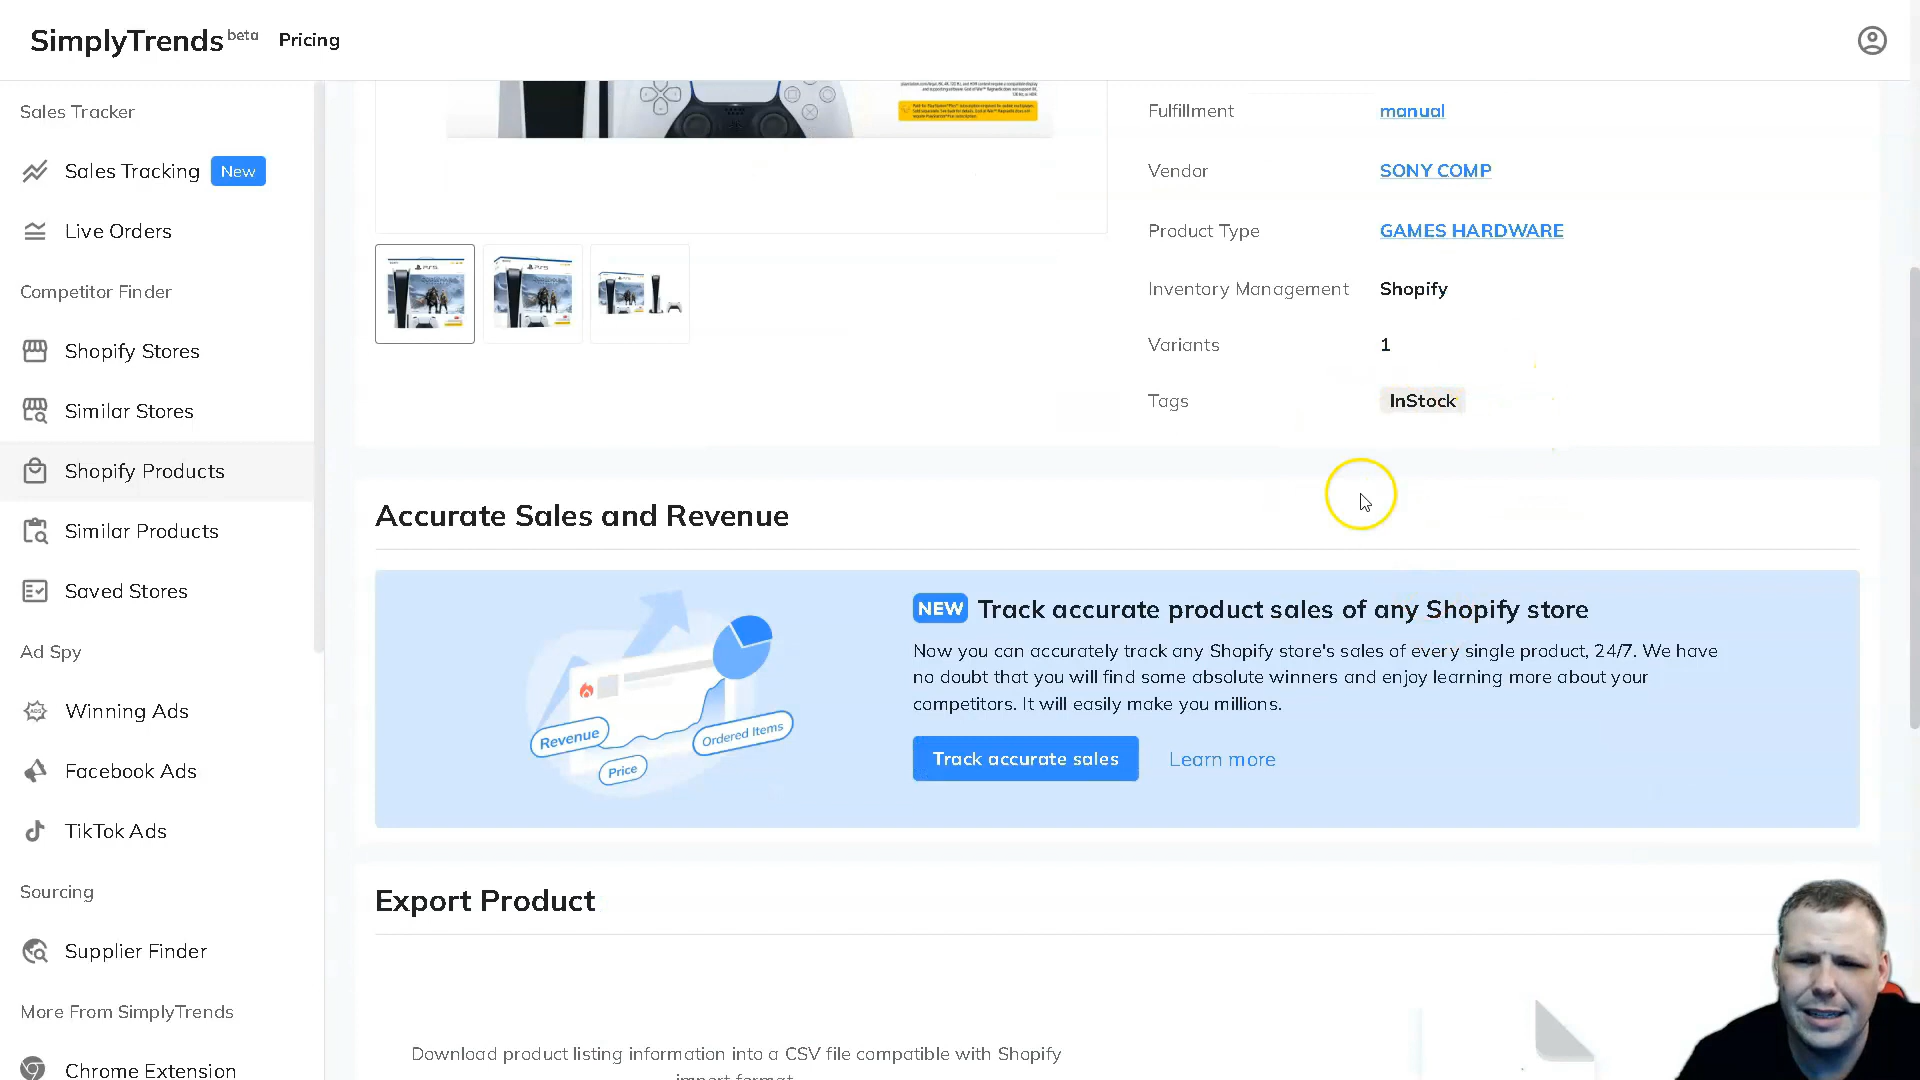 SimplyTrends beta Pricing
Sales Tracker
Sales Tracking New
Live Orders
Competitor Finder
Shopify Stores
Similar Stores
Shopify Products
Similar Products
Saved Stores
Ad Spy
Winning Ads
Facebook Ads
TikTok Ads
Sourcing
Supplier Finder
More From SimplyTrends
Chrome Extension
Fulfillment manual
Vendor SONY COMP
Product Type GAMES HARDWARE
Inventory Management Shopify
Variants 1
Tags InStock
Accurate Sales and Revenue
Revenue
Price
Ordered Items
NEW Track accurate product sales of any Shopify store
Now you can accurately track any Shopify store's sales of every single product, 24/7. We have
no doubt that you will find some absolute winners and enjoy learning more about your
competitors. It will easily make you millions.
Track accurate sales Learn more
Export Product
Download product listing information into a CSV file compatible with Shopify
import format